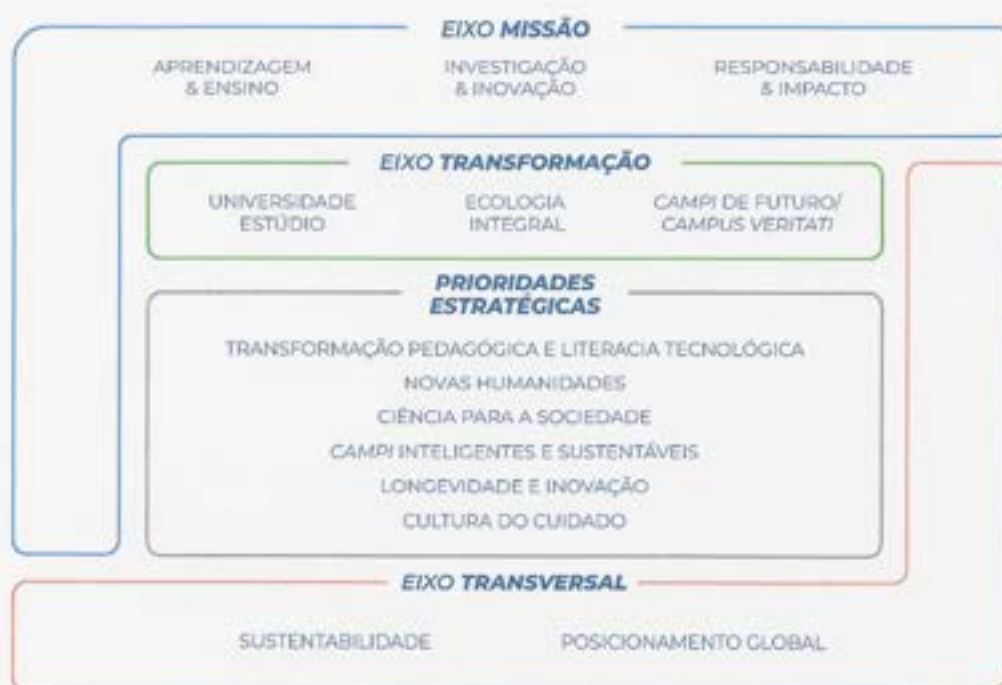 EIXO MISSÃO
APRENDIZAGEM
& ENSINO
INVESTIGAÇÃO
& INOVAÇÃO
RESPONSABILIDADE
& IMPACTO
EIXO TRANSFORMAÇÃO
UNIVERSIDADE
ESTÚDIO
ECOLOGIA
INTEGRAL
CAMPI DE FUTURO/
CAMPUS VERITATI
PRIORIDADES
ESTRATÉGICAS
TRANSFORMAÇÃO PEDAGÓGICA E LITERACIA TECNOLÓGICA
NOVAS HUMANIDADES
CIÊNCIA PARA A SOCIEDADE
CAMPI INTELIGENTES E SUSTENTÁVEIS
LONGEVIDADE E INOVAÇÃO
CULTURA DO CUIDADO
EIXO TRANSVERSAL
SUSTENTABILIDADE
POSICIONAMENTO GLOBAL